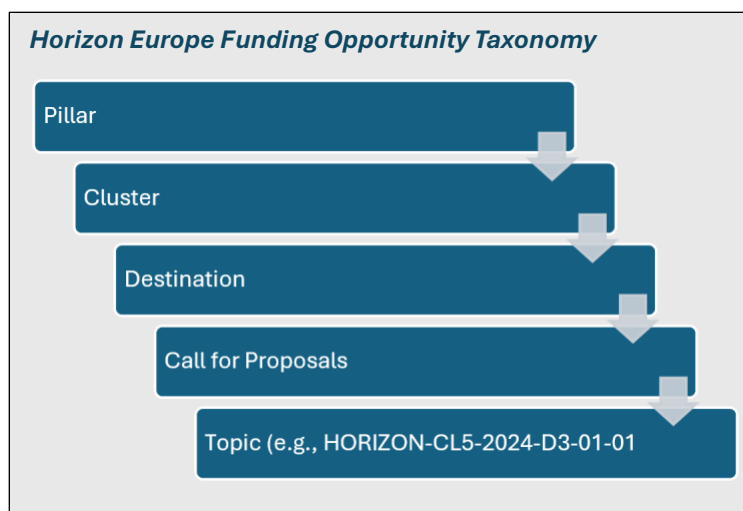 Horizon Europe Funding Opportunity Taxonomy
Pillar
Cluster
Destination
Call for Proposals
Topic (e.g., HORIZON-CL5-2024-D3-01-01